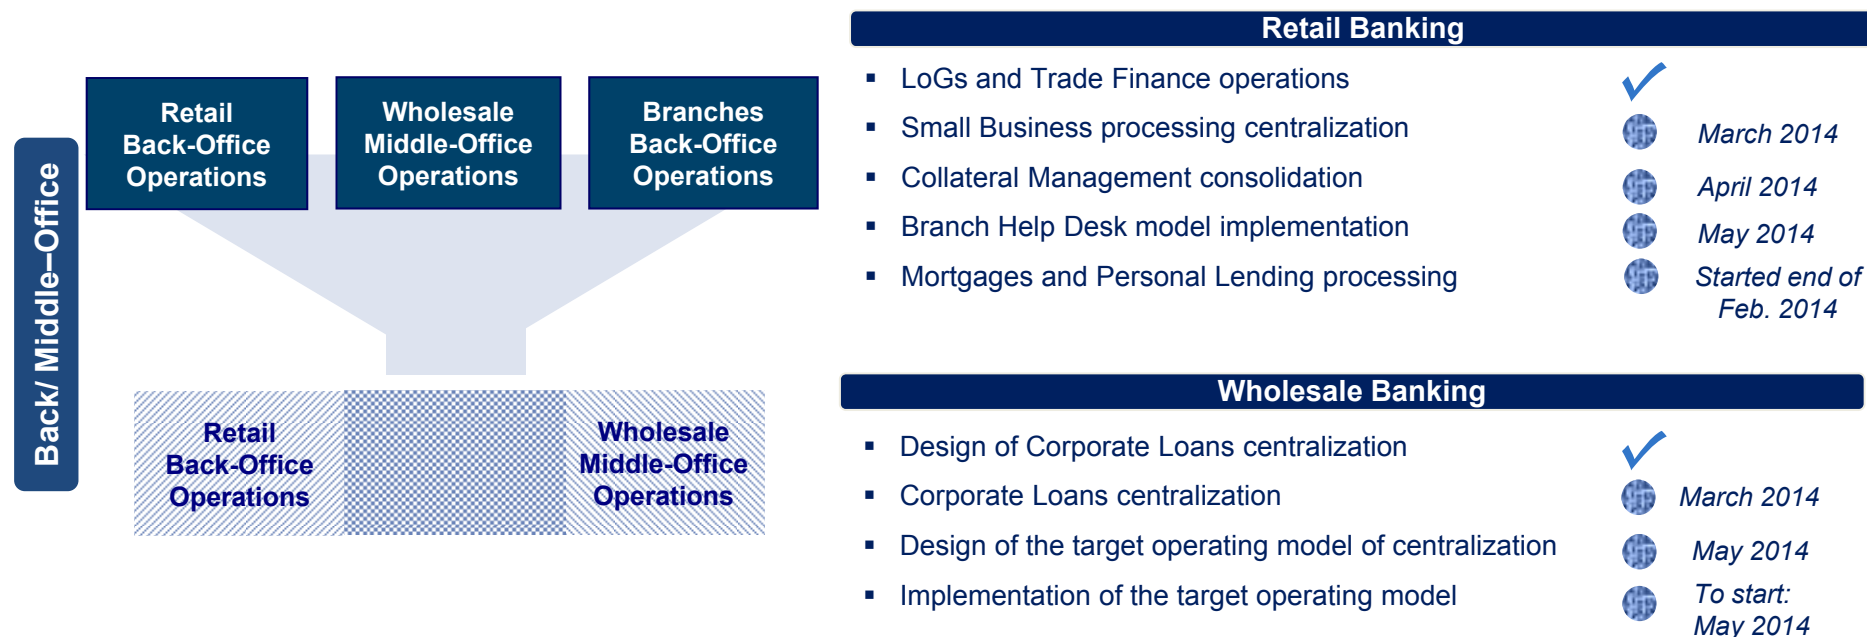 Back/ Middle–Office
Retail
Back-Office
Operations
Wholesale
Middle-Office
Operations
Branches
Back-Office
Operations
Retail
Back-Office
Operations
Wholesale
Middle-Office
Operations
Retail Banking
▪ LoGs and Trade Finance operations
▪ Small Business processing centralization March 2014
▪ Collateral Management consolidation April 2014
▪ Branch Help Desk model implementation May 2014
▪ Mortgages and Personal Lending processing Started end of
Feb. 2014
Wholesale Banking
▪ Design of Corporate Loans centralization
▪ Corporate Loans centralization March 2014
▪ Design of the target operating model of centralization May 2014
▪ Implementation of the target operating model To start:
May 2014